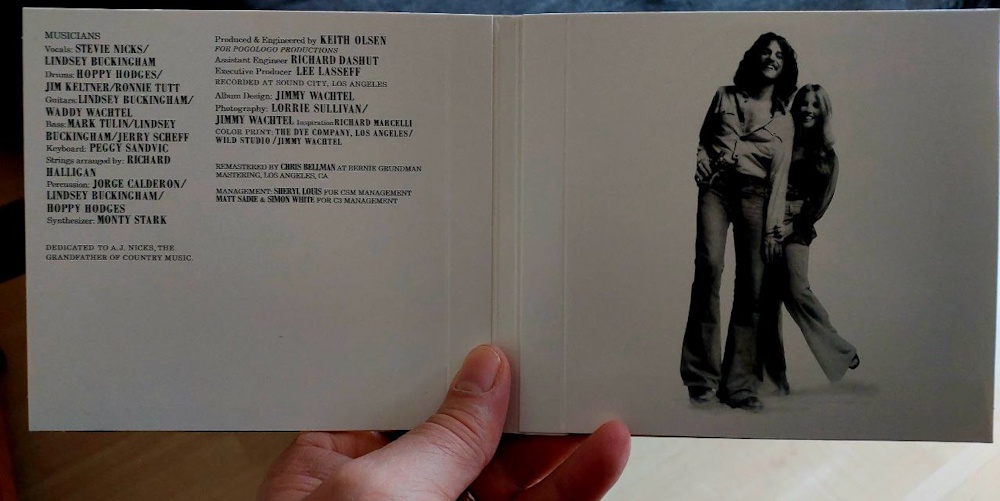 MUSICIANS
Vocals: STEVIE NICKS/
LINDSEY BUCKINGHAM
Drums: HOPPY HODGES/
JIM KELTNER/RONNIE TUTT
Guitars: LINDSEY BUCKINGHAM/
WADDY WACHTEL
Bass: MARK TULIN/LINDSEY
BUCKINGHAM/JERRY SCHEFF
Keyboard: PEGGY SANDVIG
Strings arranged by: RICHARD
HALLIGAN
Percussion: JORGE CALDERON/
LINDSEY BUCKINGHAM/
HOPPY HODGES
Synthesizer: MONTY STARK
DEDICATED TO A.J. NICKS, THE
GRANDFATHER OF COUNTRY MUSIC.
Produced & Engineered by KEITH OLSEN
FOR POGOLOGO PRODUCTIONS
Assistant Engineer RICHARD DASHUT
Executive Producer LEE LASSEFF
RECORDED AT SOUND CITY, LOS ANGELES
Album Design: JIMMY WACHTEL
Photography: LORRIE SULLIVAN/
JIMMY WACHTEL Inspiration RICHARD MARCELLI
COLOR PRINT: THE DYE COMPANY, LOS ANGELES/
WILD STUDIO/JIMMY WACHTEL
REMASTERED BY CHRIS BELLMAN AT BERNIE GRUNDMAN
MASTERING, LOS ANGELES, CA
MANAGEMENT: SHERYL LOUIS FOR CSM MANAGEMENT
MATT SADIE & SIMON WHITE FOR C3 MANAGEMENT